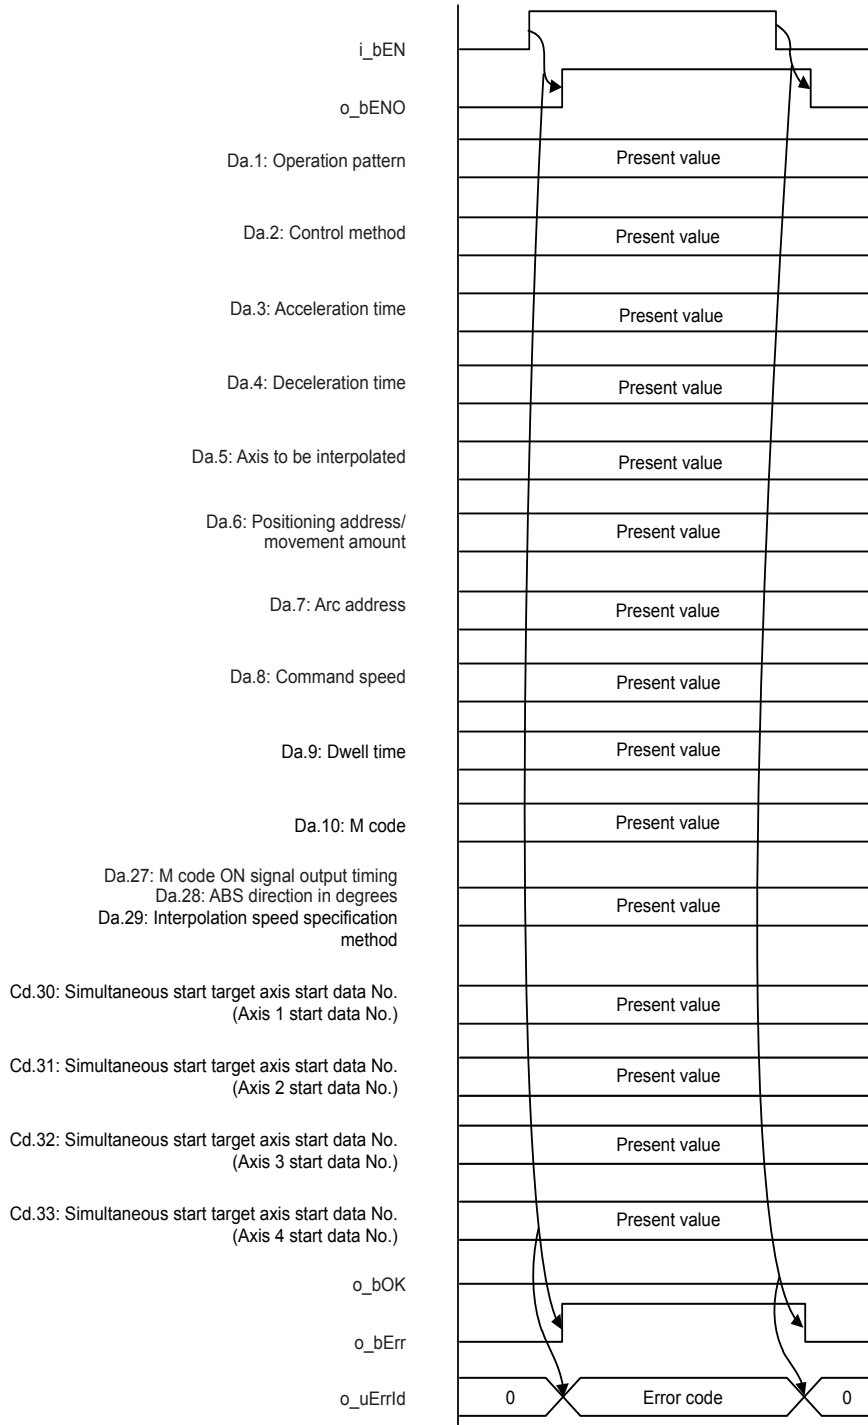 i_bEN
o_bENO
Da.1: Operation pattern
Present value
Da.2: Control method
Present value
Da.3: Acceleration time
Present value
Da.4: Deceleration time
Present value
Da.5: Axis to be interpolated
Present value
Da.6: Positioning address/
movement amount
Present value
Da.7: Arc address
Present value
Da.8: Command speed
Present value
Da.9: Dwell time
Present value
Da.10: M code
Present value
Da.27: M code ON signal output timing
Da.28: ABS direction in degrees
Da.29: Interpolation speed specification
method
Present value
Cd.30: Simultaneous start target axis start data No.
(Axis 1 start data No.)
Present value
Cd.31: Simultaneous start target axis start data No.
(Axis 2 start data No.)
Present value
Cd.32: Simultaneous start target axis start data No.
(Axis 3 start data No.)
Present value
Cd.33: Simultaneous start target axis start data No.
(Axis 4 start data No.)
Present value
o_bOK
o_bErr
o_uErrId
0 Error code 0